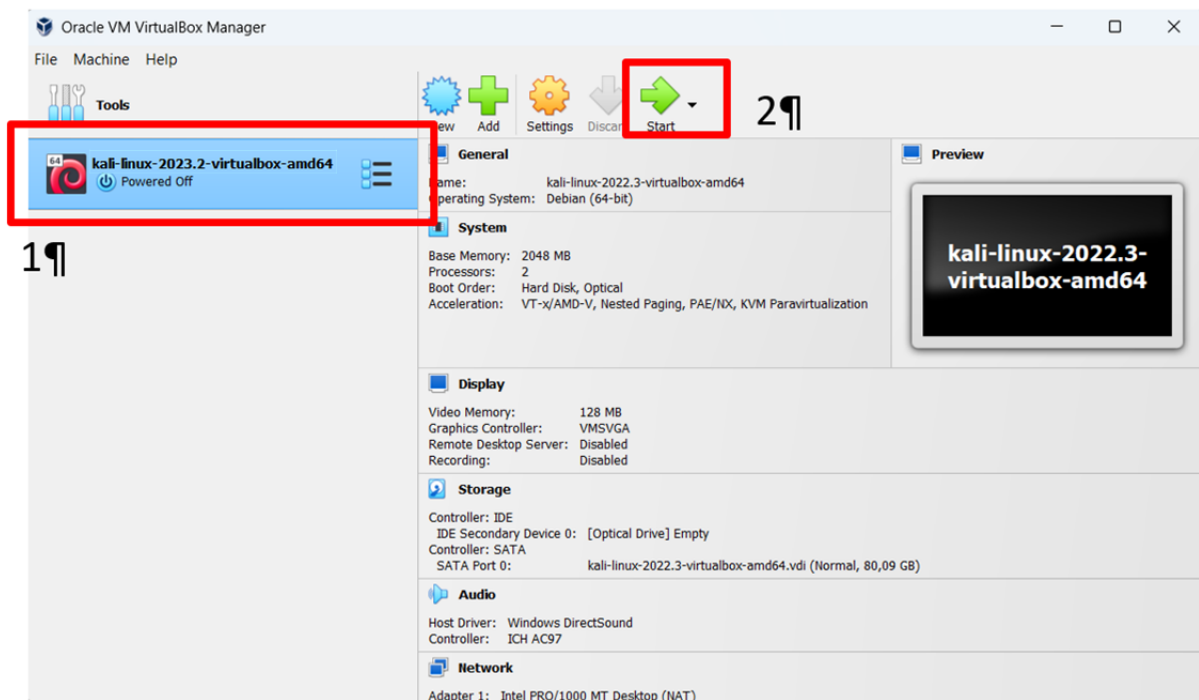 Oracle VM VirtualBox Manager
File Machine Help
Tools
ew Add Settings Discar Start
2¶
64
kali-linux-2023.2-virtualbox-amd64
Powered Off
1¶
General
ame: kali-linux-2022.3-virtualbox-amd64
perating System: Debian (64-bit)
System
Base Memory: 2048 MB
Processors: 2
Boot Order: Hard Disk, Optical
Acceleration: VT-x/AMD-V, Nested Paging, PAE/NX, KVM Paravirtualization
Preview
kali-linux-2022.3-
virtualbox-amd64
Display
Video Memory: 128 MB
Graphics Controller: VMSVGA
Remote Desktop Server: Disabled
Recording: Disabled
Storage
Controller: IDE
IDE Secondary Device 0: [Optical Drive] Empty
Controller: SATA
SATA Port 0: kali-linux-2022.3-virtualbox-amd64.vdi (Normal, 80,09 GB)
Audio
Host Driver: Windows DirectSound
Controller: ICH AC97
Network
Adapter 1: Intel PRO/1000 MT Desktop (NAT)